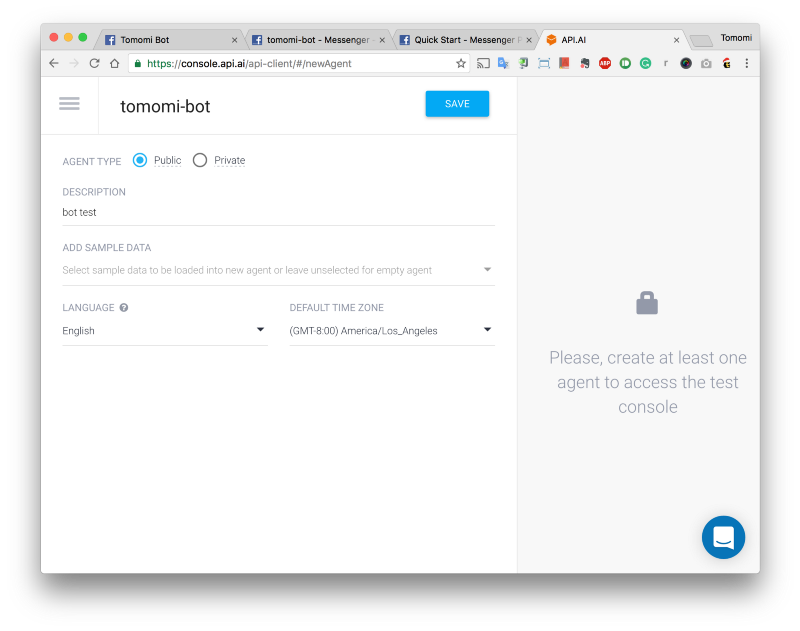 Tomomi Bot
tomomi-bot - Messenger -
Quick Start - Messenger P
API.AI
Tomomi
https://console.api.ai/api-client/#/newAgent
ABP
r
tomomi-bot
SAVE
AGENT TYPE Public Private
DESCRIPTION
bot test
ADD SAMPLE DATA
Select sample data to be loaded into new agent or leave unselected for empty agent
LANGUAGE ?
DEFAULT TIME ZONE
English
(GMT-8:00) America/Los_Angeles
Please, create at least one
agent to access the test
console